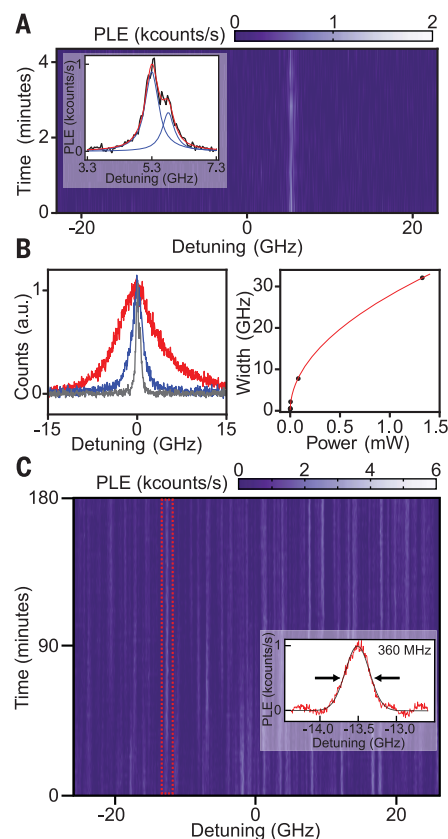 A
PLE (kcounts/s)
0 1 2
Time (minutes)
4
2
0
PLE (kcounts/s)
1
0
3.3 5.3 7.3
Detuning (GHz)
-20 0 20
Detuning (GHz)
B
Counts (a.u.)
1
0
-15 0 15
Detuning (GHz)
Width (GHz)
30
20
10
0
0.0 0.5 1.0 1.5
Power (mW)
C
PLE (kcounts/s)
0 2 4 6
Time (minutes)
180
90
0
PLE (kcounts/s)
1
0
360 MHz
-14.0 -13.5 -13.0
Detuning (GHz)
-20 0 20
Detuning (GHz)